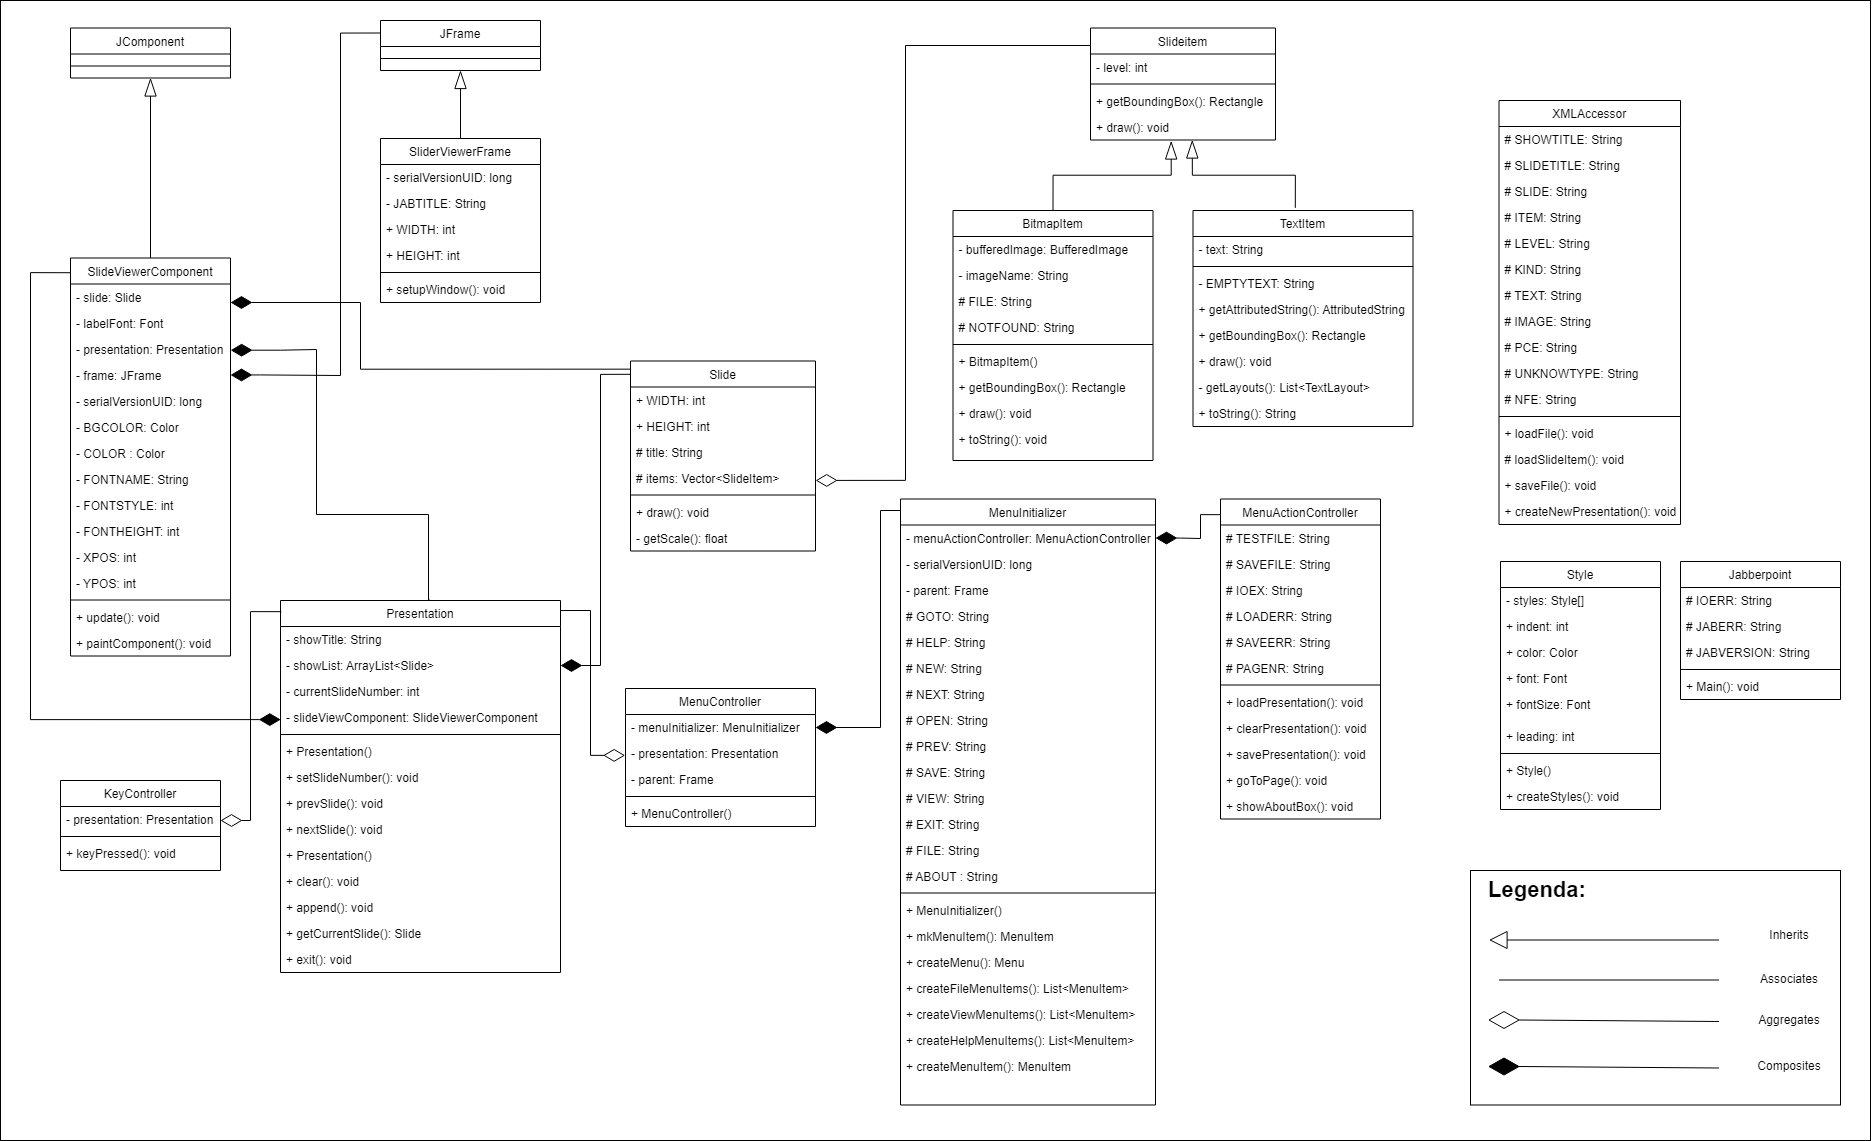 JComponent
JFrame
SliderViewerFrame
- serialVersionUID: long
- JABTITLE: String
+ WIDTH: int
+ HEIGHT: int
+ setupWindow(): void
SlideViewerComponent
- slide: Slide
- labelFont: Font
- presentation: Presentation
- frame: JFrame
- serialVersionUID: long
- BGCOLOR: Color
- COLOR : Color
- FONTNAME: String
- FONTSTYLE: int
- FONTHEIGHT: int
- XPOS: int
- YPOS: int
+ update(): void
+ paintComponent(): void
Slideitem
- level: int
+ getBoundingBox(): Rectangle
+ draw(): void
BitmapItem
- bufferedImage: BufferedImage
- imageName: String
# FILE: String
# NOTFOUND: String
+ BitmapItem()
+ getBoundingBox(): Rectangle
+ draw(): void
+ toString(): void
TextItem
- text: String
- EMPTYTEXT: String
+ getAttributedString(): AttributedString
+ getBoundingBox(): Rectangle
+ draw(): void
- getLayouts(): List<TextLayout>
+ toString(): String
XMLAccessor
# SHOWTITLE: String
# SLIDETITLE: String
# SLIDE: String
# ITEM: String
# LEVEL: String
# KIND: String
# TEXT: String
# IMAGE: String
# PCE: String
# UNKNOWTYPE: String
# NFE: String
+ loadFile(): void
# loadSlideItem(): void
+ saveFile(): void
+ createNewPresentation(): void
Slide
+ WIDTH: int
+ HEIGHT: int
# title: String
# items: Vector<SlideItem>
+ draw(): void
- getScale(): float
Presentation
- showTitle: String
- showList: ArrayList<Slide>
- currentSlideNumber: int
- slideViewComponent: SlideViewerComponent
+ Presentation()
+ setSlideNumber(): void
+ prevSlide(): void
+ nextSlide(): void
+ Presentation()
+ clear(): void
+ append(): void
+ getCurrentSlide(): Slide
+ exit(): void
KeyController
- presentation: Presentation
+ keyPressed(): void
MenuController
- menuInitializer: MenuInitializer
- presentation: Presentation
- parent: Frame
+ MenuController()
MenuInitializer
- menuActionController: MenuActionController
- serialVersionUID: long
- parent: Frame
# GOTO: String
# HELP: String
# NEW: String
# NEXT: String
# OPEN: String
# PREV: String
# SAVE: String
# VIEW: String
# EXIT: String
# FILE: String
# ABOUT : String
+ MenuInitializer()
+ mkMenuItem(): MenuItem
+ createMenu(): Menu
+ createFileMenuItems(): List<MenuItem>
+ createViewMenuItems(): List<MenuItem>
+ createHelpMenuItems(): List<MenuItem>
+ createMenuItem(): MenuItem
MenuActionController
# TESTFILE: String
# SAVEFILE: String
# IOEX: String
# LOADERR: String
# SAVEERR: String
# PAGENR: String
+ loadPresentation(): void
+ clearPresentation(): void
+ savePresentation(): void
+ goToPage(): void
+ showAboutBox(): void
Style
- styles: Style[]
+ indent: int
+ color: Color
+ font: Font
+ fontSize: Font
+ leading: int
+ Style()
+ createStyles(): void
Jabberpoint
# IOERR: String
# JABERR: String
# JABVERSION: String
+ Main(): void
Legenda:
Inherits
Associates
Aggregates
Composites